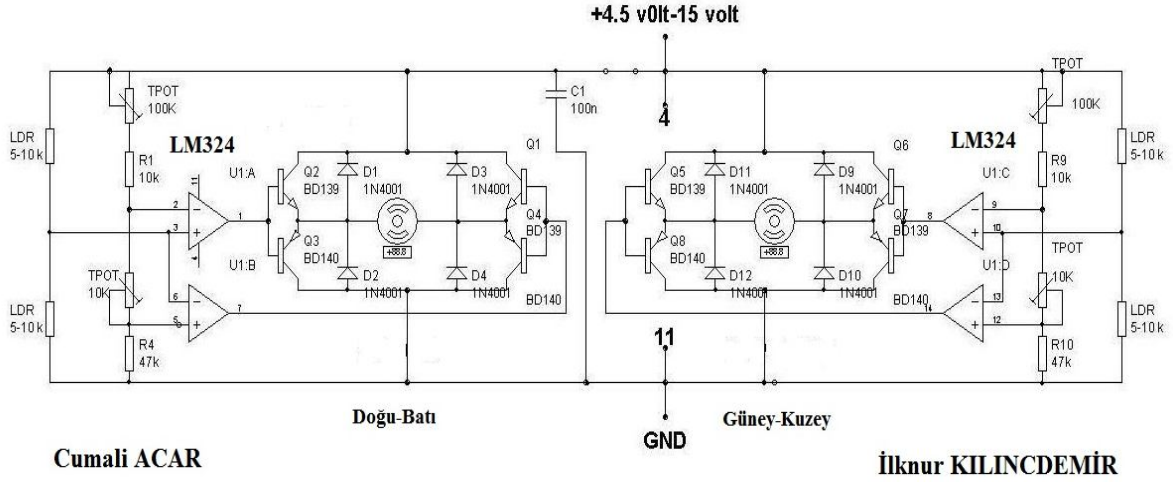 +4.5 v0lt-15 volt
TPOT
100K
LM324
LDR
5-10 k
R1
10k
U1:A
11
2
3
1
4
U1:B
TPOT
10K
6
5
7
LDR
5-10 k
R4
47k
Q2
BD139
Q3
BD140
D1
1N4001
D2
1N4001
+88.8
D3
1N4001
D4
1N4001
Q1
Q4
BD139
BD140
C1
100n
4
11
Q5
BD139
Q8
BD140
D11
1N4001
D12
1N4001
+88.8
D9
1N4001
D10
1N4001
Q6
Q7
BD139
BD140
TPOT
100K
LM324
R9
10k
LDR
5-10 k
U1:C
8
9
10
U1:D
TPOT
10K
14
13
12
R10
47k
LDR
5-10 k
Doğu-Batı
Güney-Kuzey
GND
Cumali ACAR
İlknur KILINCDEMİR